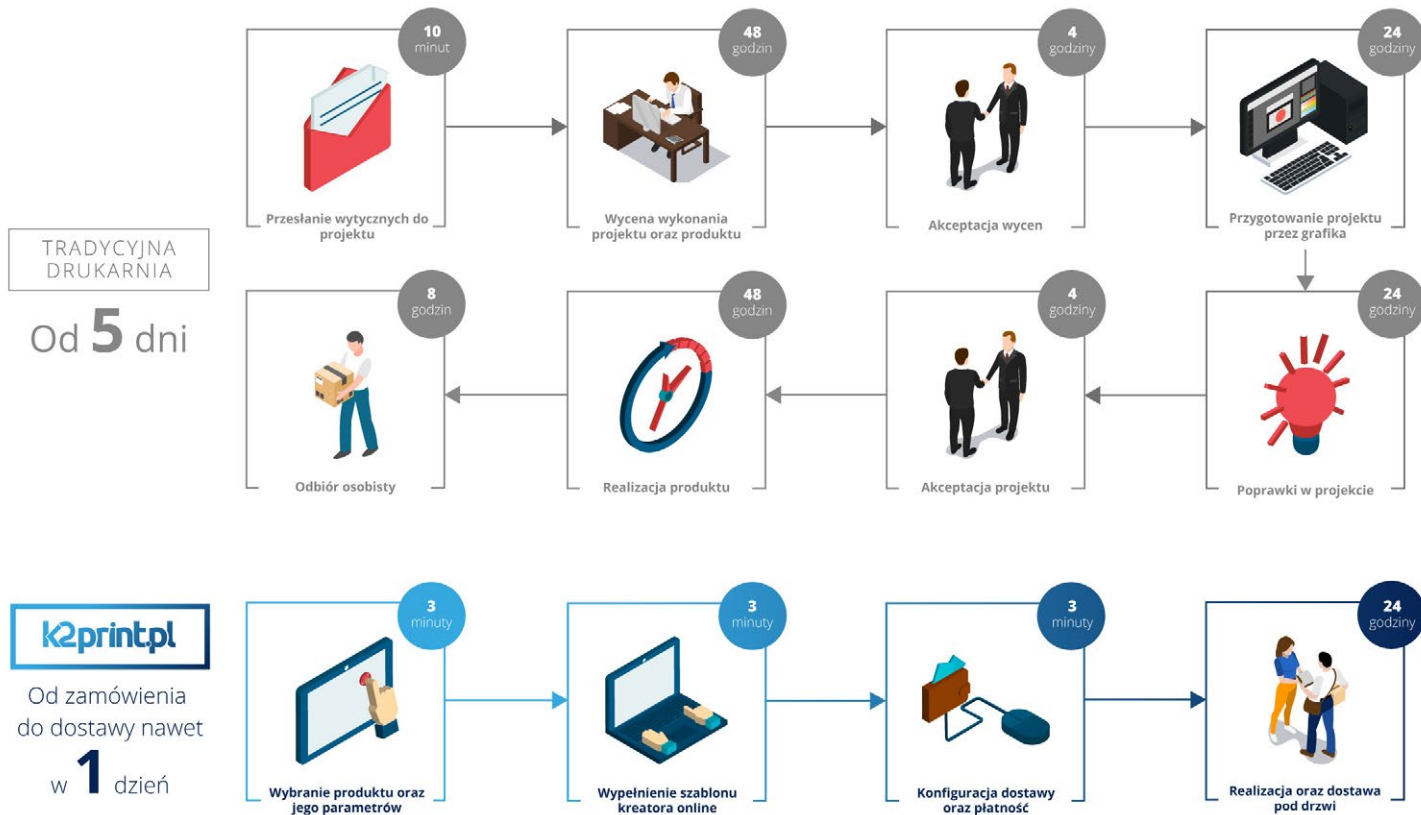 TRADYCYJNA
DRUKARNIA
Od 5 dni
10
minut
Przesłanie wytycznych do
projektu
48
godzin
Wycena wykonania
projektu oraz produktu
4
godziny
Akceptacja wycen
24
godziny
Przygotowanie projektu
przez grafika
24
godziny
Poprawki w projekcie
4
godziny
Akceptacja projektu
48
godzin
Realizacja produktu
8
godzin
Odbiór osobisty
k2print.pl
Od zamówienia
do dostawy nawet
w 1 dzień
3
minuty
Wybranie produktu oraz
jego parametrów
3
minuty
Wypełnienie szablonu
kreatora online
3
minuty
Konfiguracja dostawy
oraz płatność
24
godziny
Realizacja oraz dostawa
pod drzwi